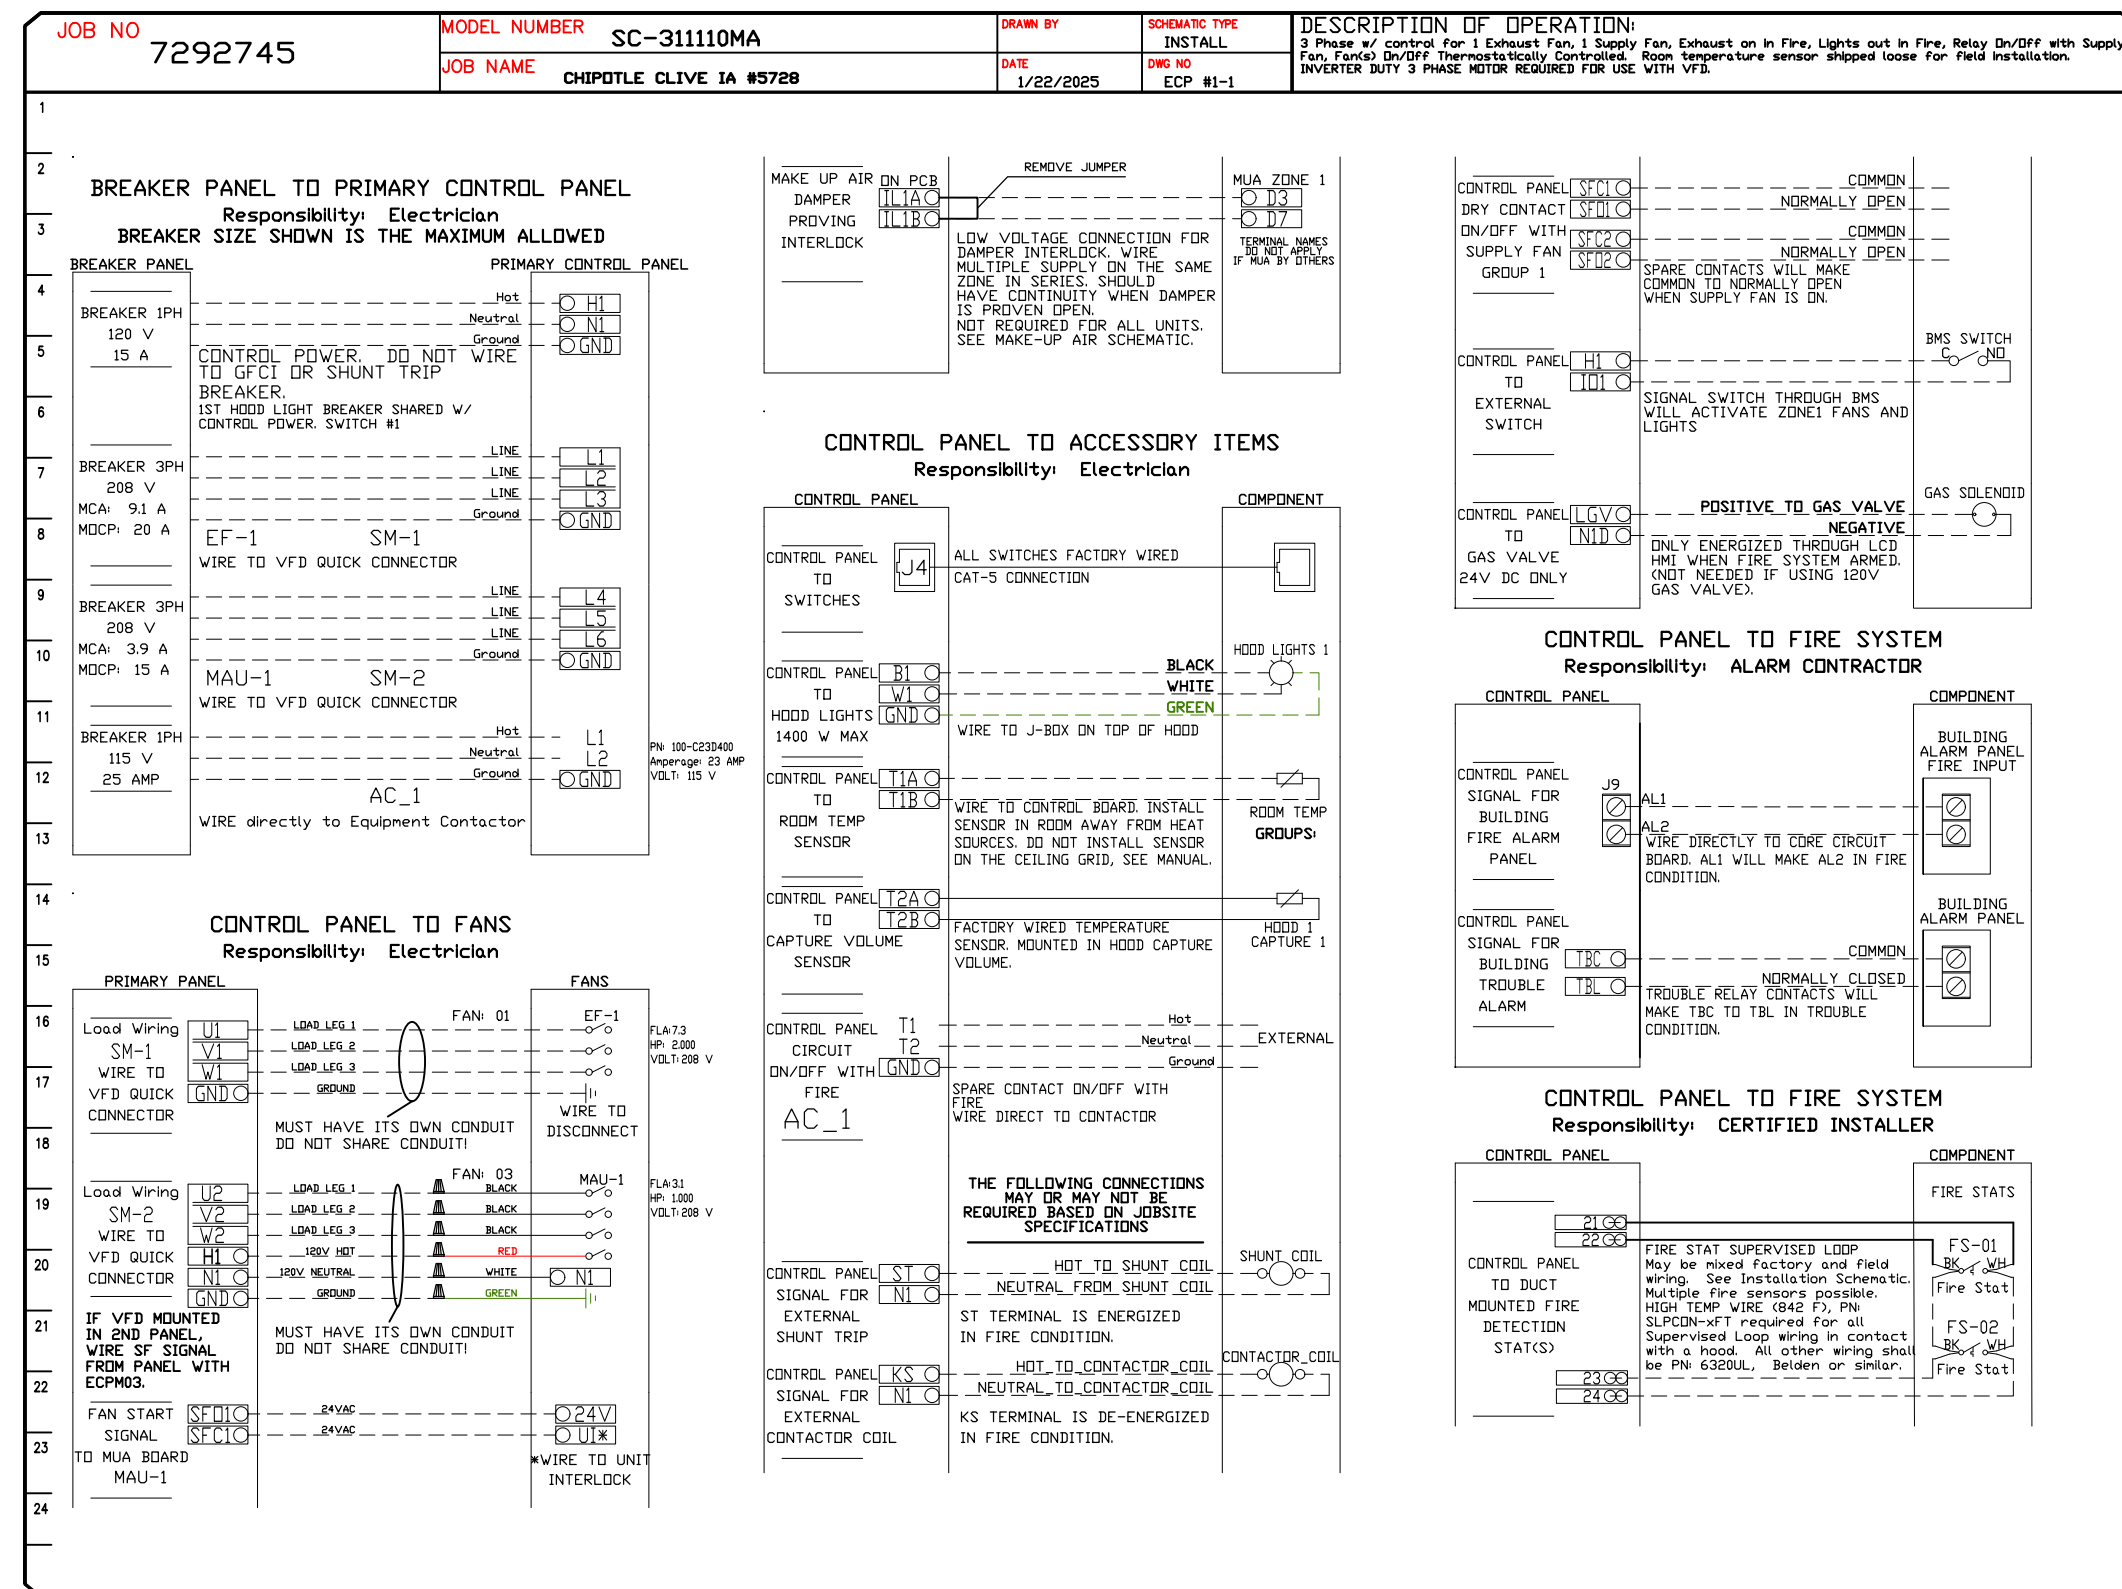 JOB NO
7292745
MODEL NUMBER
SC-311110MA
JOB NAME
CHIPOTLE CLIVE IA #5728
DRAWN BY
DATE
1/22/2025
SCHEMATIC TYPE
INSTALL
DWG NO
ECP #1-1
DESCRIPTION OF OPERATION:
3 Phase w/ control for 1 Exhaust Fan, 1 Supply Fan, Exhaust on in Fire, Lights out in Fire, Relay On/Off with Supply
Fan, Fan(s) On/Off Thermostatically Controlled. Room temperature sensor shipped loose for field installation.
INVERTER DUTY 3 PHASE MOTOR REQUIRED FOR USE WITH VFD.
1
2
3
4
5
6
7
8
9
10
11
12
13
14
15
16
17
18
19
20
21
22
23
24
BREAKER PANEL TO PRIMARY CONTROL PANEL
Responsibility: Electrician
BREAKER SIZE SHOWN IS THE MAXIMUM ALLOWED
BREAKER PANEL
PRIMARY CONTROL PANEL
BREAKER 1PH
120 V
15 A
Hot
H1
Neutral
N1
Ground
GND
CONTROL POWER. DO NOT WIRE
TO GFCI OR SHUNT TRIP
BREAKER.
1ST HOOD LIGHT BREAKER SHARED W/
CONTROL POWER. SWITCH #1
BREAKER 3PH
208 V
MCA: 9.1 A
MOCP: 20 A
LINE
L1
LINE
L2
LINE
L3
Ground
GND
EF-1
SM-1
WIRE TO VFD QUICK CONNECTOR
BREAKER 3PH
208 V
MCA: 3.9 A
MOCP: 15 A
LINE
L4
LINE
L5
LINE
L6
Ground
GND
MAU-1
SM-2
WIRE TO VFD QUICK CONNECTOR
BREAKER 1PH
115 V
25 AMP
Hot
L1
Neutral
L2
Ground
GND
PN: 100-C23D400
Amperage: 23 AMP
VOLT: 115 V
AC_1
WIRE directly to Equipment Contactor
CONTROL PANEL TO FANS
Responsibility: Electrician
PRIMARY PANEL
FANS
Load Wiring
SM-1
WIRE TO
VFD QUICK
CONNECTOR
U1
V1
W1
GND
LOAD LEG 1
LOAD LEG 2
LOAD LEG 3
GROUND
FAN: 01
EF-1
FLA:7.3
HP: 2.000
VOLT:208 V
WIRE TO
DISCONNECT
MUST HAVE ITS OWN CONDUIT
DO NOT SHARE CONDUIT!
Load Wiring
SM-2
WIRE TO
VFD QUICK
CONNECTOR
IF VFD MOUNTED
IN 2ND PANEL,
WIRE SF SIGNAL
FROM PANEL WITH
ECPM03.
U2
V2
W2
H1
N1
GND
LOAD LEG 1
LOAD LEG 2
LOAD LEG 3
120V HOT
120V NEUTRAL
GROUND
FAN: 03
BLACK
BLACK
BLACK
RED
WHITE
GREEN
MAU-1
N1
FLA:3.1
HP: 1.000
VOLT:208 V
MUST HAVE ITS OWN CONDUIT
DO NOT SHARE CONDUIT!
FAN START
SIGNAL
TO MUA BOARD
MAU-1
SFO1
SFC1
24VAC
24VAC
24V
UI*
*WIRE TO UNIT
INTERLOCK
MAKE UP AIR
DAMPER
PROVING
INTERLOCK
ON PCB
IL1A
IL1B
REMOVE JUMPER
MUA ZONE 1
D3
D7
TERMINAL NAMES
DO NOT APPLY
IF MUA BY OTHERS
LOW VOLTAGE CONNECTION FOR
DAMPER INTERLOCK. WIRE
MULTIPLE SUPPLY ON THE SAME
ZONE IN SERIES. SHOULD
HAVE CONTINUITY WHEN DAMPER
IS PROVEN OPEN.
NOT REQUIRED FOR ALL UNITS.
SEE MAKE-UP AIR SCHEMATIC.
CONTROL PANEL TO ACCESSORY ITEMS
Responsibility: Electrician
CONTROL PANEL
COMPONENT
CONTROL PANEL
TO
SWITCHES
J4
ALL SWITCHES FACTORY WIRED
CAT-5 CONNECTION
CONTROL PANEL
TO
HOOD LIGHTS
1400 W MAX
B1
W1
GND
BLACK
WHITE
GREEN
HOOD LIGHTS 1
WIRE TO J-BOX ON TOP OF HOOD
CONTROL PANEL
TO
ROOM TEMP
SENSOR
T1A
T1B
WIRE TO CONTROL BOARD. INSTALL
SENSOR IN ROOM AWAY FROM HEAT
SOURCES. DO NOT INSTALL SENSOR
ON THE CEILING GRID, SEE MANUAL.
ROOM TEMP
GROUPS:
CONTROL PANEL
TO
CAPTURE VOLUME
SENSOR
T2A
T2B
FACTORY WIRED TEMPERATURE
SENSOR. MOUNTED IN HOOD CAPTURE
VOLUME.
HOOD 1
CAPTURE 1
CONTROL PANEL
CIRCUIT
ON/OFF WITH
FIRE
AC_1
T1
T2
GND
Hot
Neutral
Ground
EXTERNAL
SPARE CONTACT ON/OFF WITH
FIRE
WIRE DIRECT TO CONTACTOR
THE FOLLOWING CONNECTIONS
MAY OR MAY NOT BE
REQUIRED BASED ON JOBSITE
SPECIFICATIONS
CONTROL PANEL
SIGNAL FOR
EXTERNAL
SHUNT TRIP
ST
N1
HOT TO SHUNT COIL
NEUTRAL FROM SHUNT COIL
SHUNT COIL
ST TERMINAL IS ENERGIZED
IN FIRE CONDITION.
CONTROL PANEL
SIGNAL FOR
EXTERNAL
CONTACTOR COIL
KS
N1
HOT_TO_CONTACTOR_COIL
NEUTRAL_TO_CONTACTOR_COIL
CONTACTOR_COIL
KS TERMINAL IS DE-ENERGIZED
IN FIRE CONDITION.
CONTROL PANEL
DRY CONTACT
ON/OFF WITH
SUPPLY FAN
GROUP 1
SFC1
SFO1
SFC2
SFO2
COMMON
NORMALLY OPEN
COMMON
NORMALLY OPEN
SPARE CONTACTS WILL MAKE
COMMON TO NORMALLY OPEN
WHEN SUPPLY FAN IS ON.
CONTROL PANEL
TO
EXTERNAL
SWITCH
H1
IO1
BMS SWITCH
C
NO
SIGNAL SWITCH THROUGH BMS
WILL ACTIVATE ZONE1 FANS AND
LIGHTS
CONTROL PANEL
TO
GAS VALVE
24V DC ONLY
LGV
N1D
POSITIVE TO GAS VALVE
NEGATIVE
GAS SOLENOID
ONLY ENERGIZED THROUGH LCD
HMI WHEN FIRE SYSTEM ARMED.
(NOT NEEDED IF USING 120V
GAS VALVE).
CONTROL PANEL TO FIRE SYSTEM
Responsibility: ALARM CONTRACTOR
CONTROL PANEL
COMPONENT
CONTROL PANEL
SIGNAL FOR
BUILDING
FIRE ALARM
PANEL
J9
AL1
AL2
BUILDING
ALARM PANEL
FIRE INPUT
WIRE DIRECTLY TO CORE CIRCUIT
BOARD. AL1 WILL MAKE AL2 IN FIRE
CONDITION.
CONTROL PANEL
SIGNAL FOR
BUILDING
TROUBLE
ALARM
TBC
TBL
COMMON
NORMALLY CLOSED
BUILDING
ALARM PANEL
TROUBLE RELAY CONTACTS WILL
MAKE TBC TO TBL IN TROUBLE
CONDITION.
CONTROL PANEL TO FIRE SYSTEM
Responsibility: CERTIFIED INSTALLER
CONTROL PANEL
COMPONENT
CONTROL PANEL
TO DUCT
MOUNTED FIRE
DETECTION
STAT(S)
21
22
23
24
FIRE STAT SUPERVISED LOOP
May be mixed factory and field
wiring. See Installation Schematic.
Multiple fire sensors possible.
HIGH TEMP WIRE (842 F), PN:
SLPCON-xFT required for all
Supervised Loop wiring in contact
with a hood. All other wiring shall
be PN: 6320UL, Belden or similar.
FIRE STATS
FS-01
BK
WH
Fire Stat
FS-02
BK
WH
Fire Stat